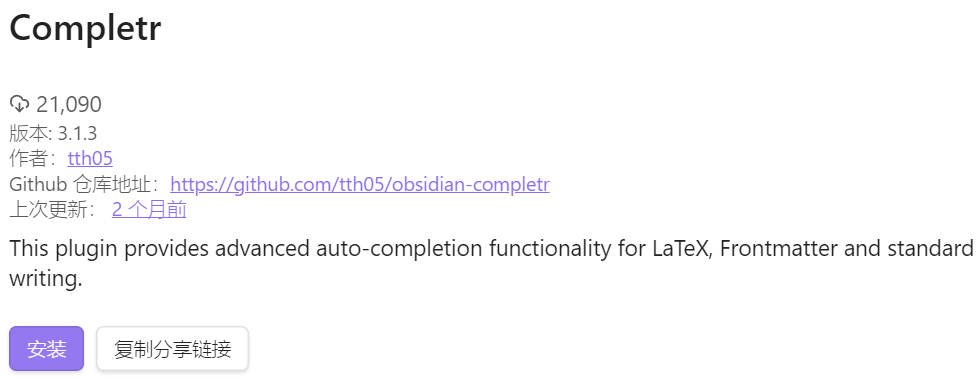 Completr
21,090
版本: 3.1.3
作者：tth05
Github 仓库地址：https://github.com/tth05/obsidian-completr
上次更新： 2 个月前
This plugin provides advanced auto-completion functionality for LaTeX, Frontmatter and standard
writing.
安装 复制分享链接